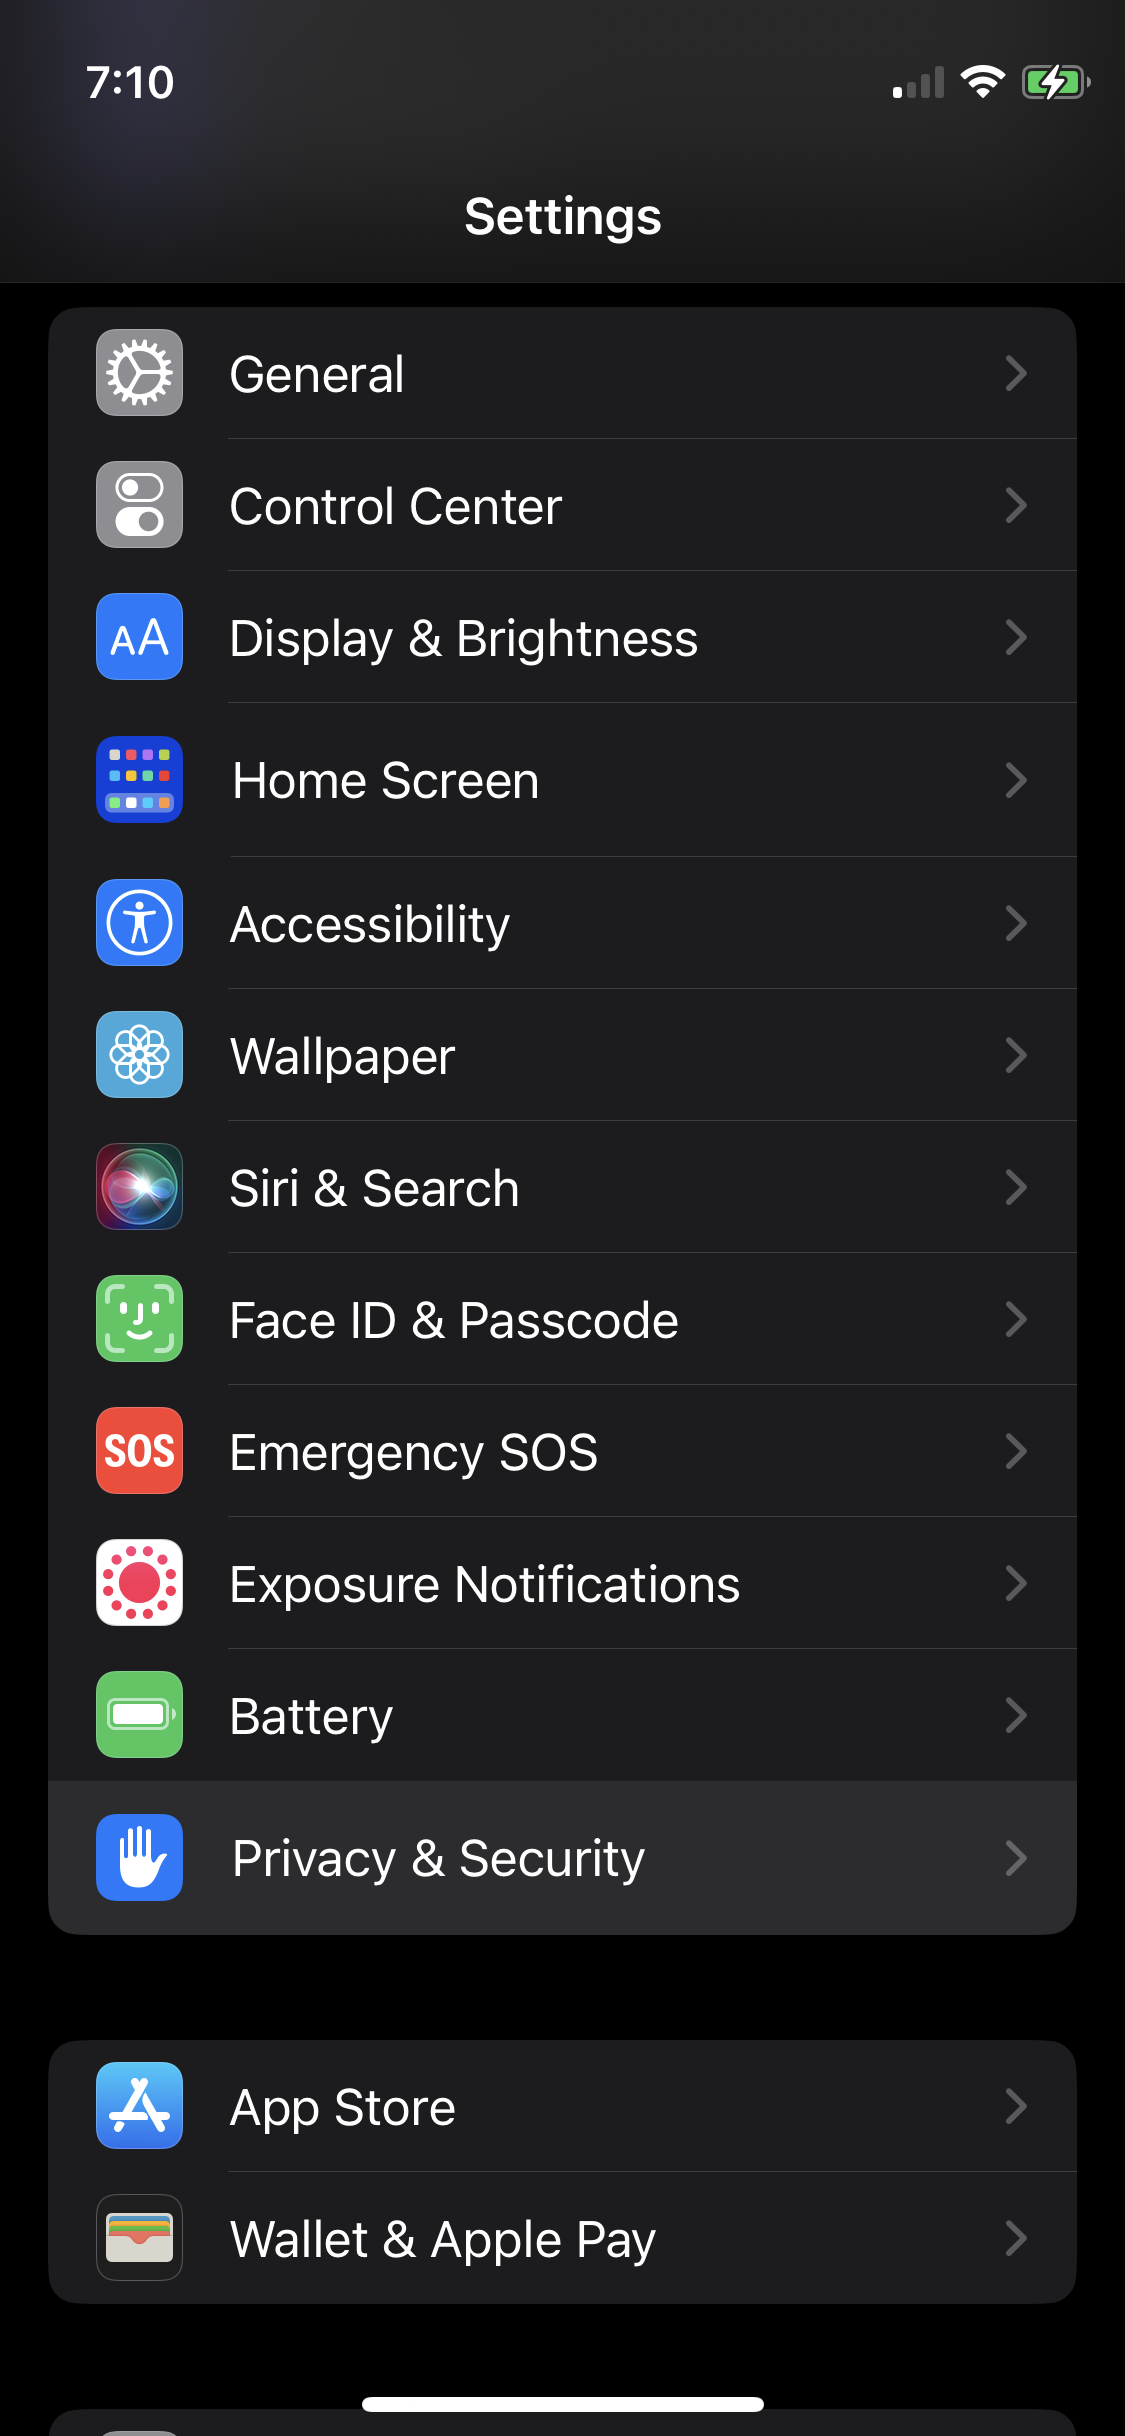 7:10
Settings
General
Control Center
AA
Display & Brightness
Home Screen
Accessibility
Wallpaper
Siri & Search
Face ID & Passcode
SOS
Emergency SOS
Exposure Notifications
Battery
Privacy & Security
App Store
Wallet & Apple Pay